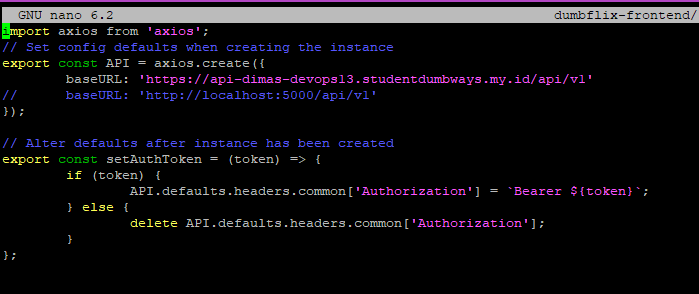 GNU nano 6.2 dumbflix-frontend/
import axios from 'axios';
// Set config defaults when creating the instance
export const API = axios.create({
        baseURL: 'https://api-dimas-devops13.studentdumbways.my.id/api/v1'
//      baseURL: 'http://localhost:5000/api/v1'
});
// Alter defaults after instance has been created
export const setAuthToken = (token) => {
        if (token) {
                API.defaults.headers.common['Authorization'] = `Bearer ${token}`;
        } else {
                delete API.defaults.headers.common['Authorization'];
        }
};